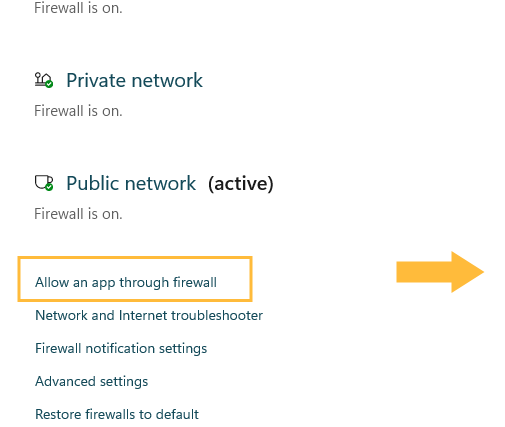 Firewall is on.
Private network
Firewall is on.
Public network (active)
Firewall is on.
Allow an app through firewall
Network and Internet troubleshooter
Firewall notification settings
Advanced settings
Restore firewalls to default